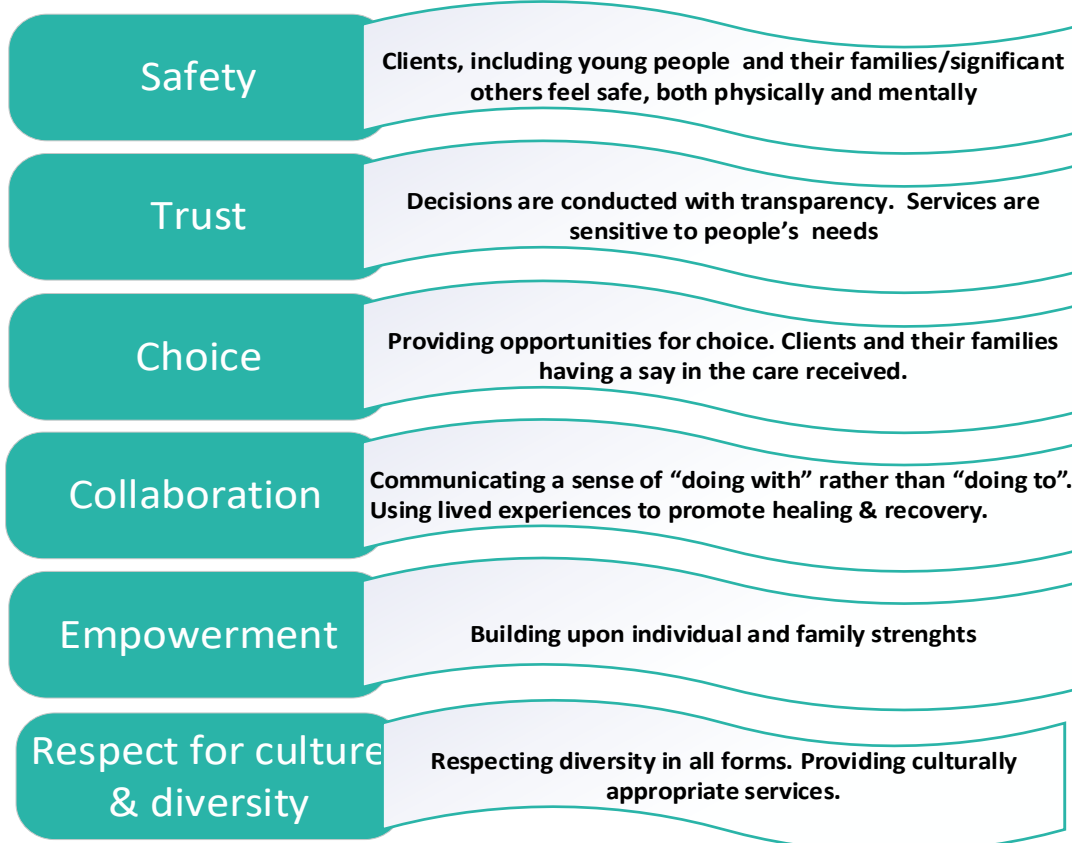 Safety
Clients, including young people and their families/significant
others feel safe, both physically and mentally
Trust
Decisions are conducted with transparency. Services are
sensitive to people’s needs
Choice
Providing opportunities for choice. Clients and their families
having a say in the care received.
Collaboration
Communicating a sense of “doing with” rather than “doing to”.
Using lived experiences to promote healing & recovery.
Empowerment
Building upon individual and family strenghts
Respect for culture
& diversity
Respecting diversity in all forms. Providing culturally
appropriate services.